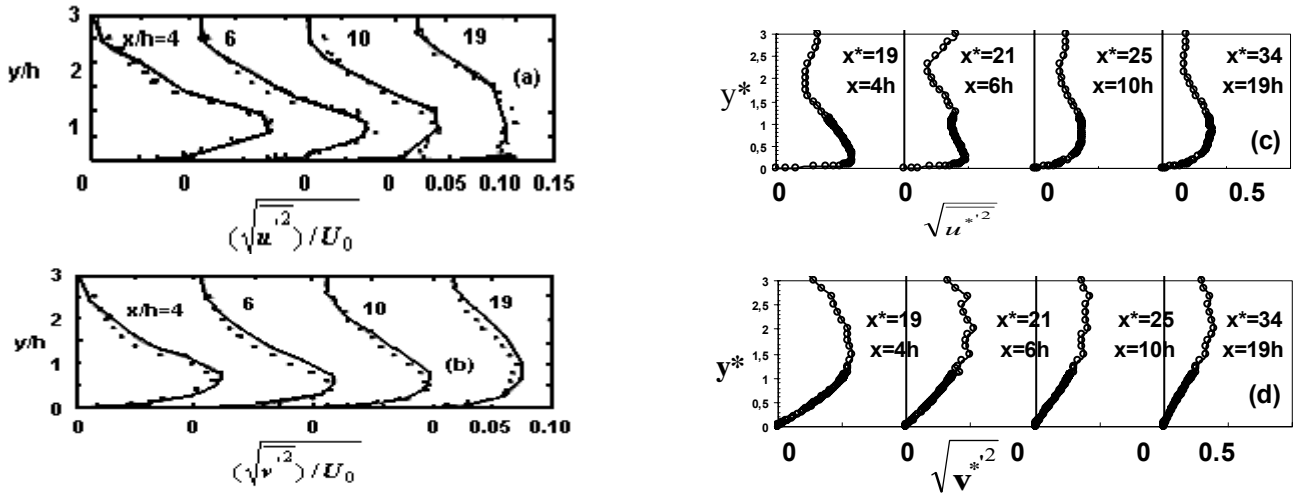 3
x/h=4 6 10 19
y/h
2
(a)
1
0 0 0 0 0.05 0.10 0.15
(√u'²)/U₀
3
x/h=4 6 10 19
2
y/h
1
(b)
0
0 0 0 0 0.05 0.10
(√v'²)/U₀
3
2,5
2
1,5
1
0,5
0
y*
x*=19 x*=21 x*=25 x*=34
x=4h x=6h x=10h x=19h
(c)
0 0 0 0 0.5
√u*'²
3
2,5
2
1,5
1
0,5
0
y*
x*=19 x*=21 x*=25 x*=34
x=4h x=6h x=10h x=19h
(d)
0 0 0 0 0.5
√v*'²